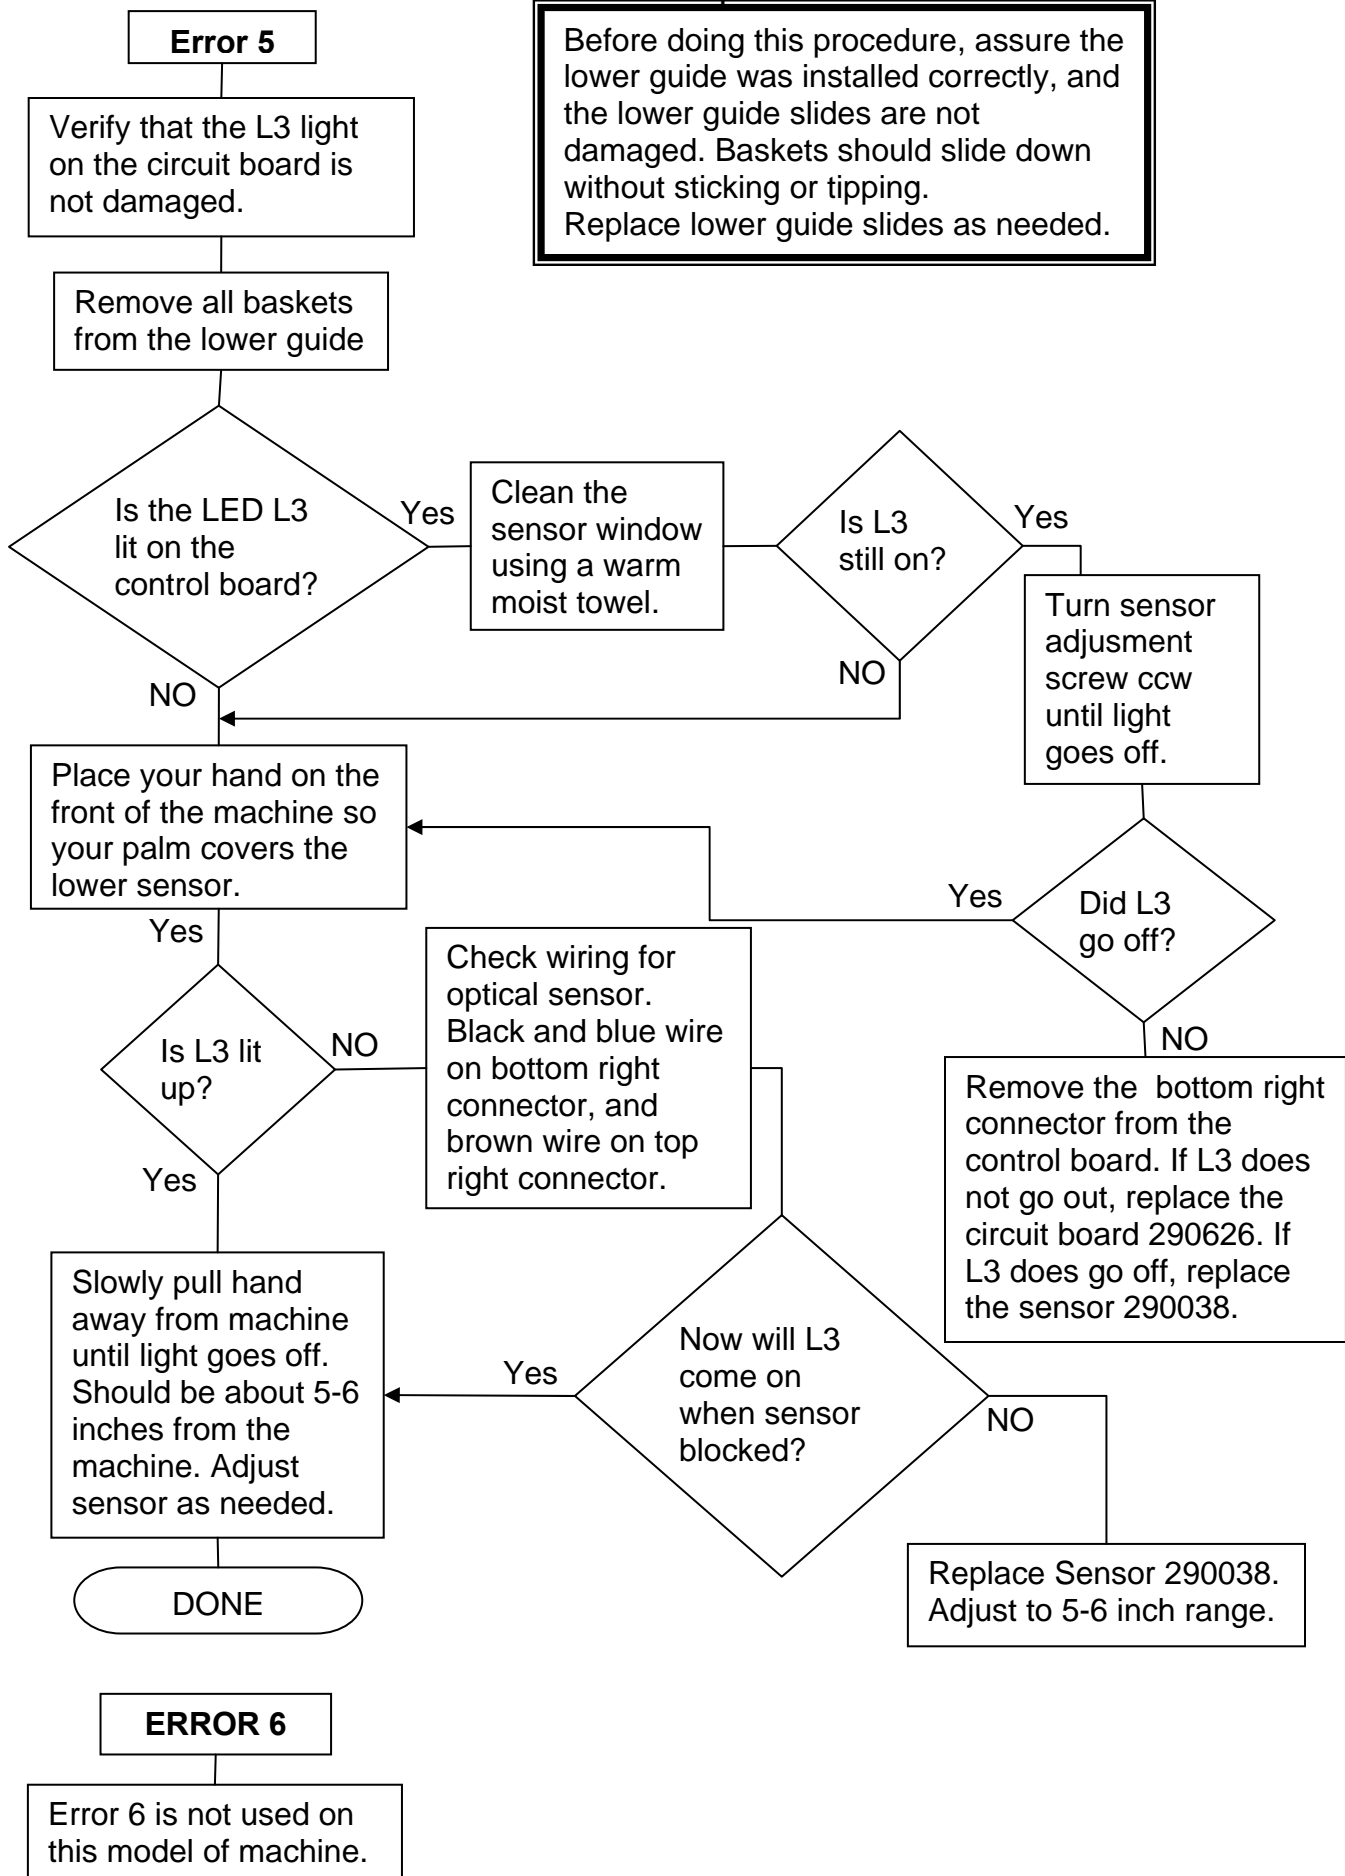 Error 5
Before doing this procedure, assure the
lower guide was installed correctly, and
the lower guide slides are not
damaged. Baskets should slide down
without sticking or tipping.
Replace lower guide slides as needed.
Verify that the L3 light
on the circuit board is
not damaged.
Remove all baskets
from the lower guide
Is the LED L3
lit on the
control board?
Yes
Clean the
sensor window
using a warm
moist towel.
Is L3
still on?
Yes
NO
NO
Turn sensor
adjusment
screw ccw
until light
goes off.
Place your hand on the
front of the machine so
your palm covers the
lower sensor.
Yes
Did L3
go off?
Yes
NO
Is L3 lit
up?
NO
Check wiring for
optical sensor.
Black and blue wire
on bottom right
connector, and
brown wire on top
right connector.
Remove the  bottom right
connector from the
control board. If L3 does
not go out, replace the
circuit board 290626. If
L3 does go off, replace
the sensor 290038.
Yes
Slowly pull hand
away from machine
until light goes off.
Should be about 5-6
inches from the
machine. Adjust
sensor as needed.
Yes
Now will L3
come on
when sensor
blocked?
NO
Replace Sensor 290038.
Adjust to 5-6 inch range.
DONE
ERROR 6
Error 6 is not used on
this model of machine.